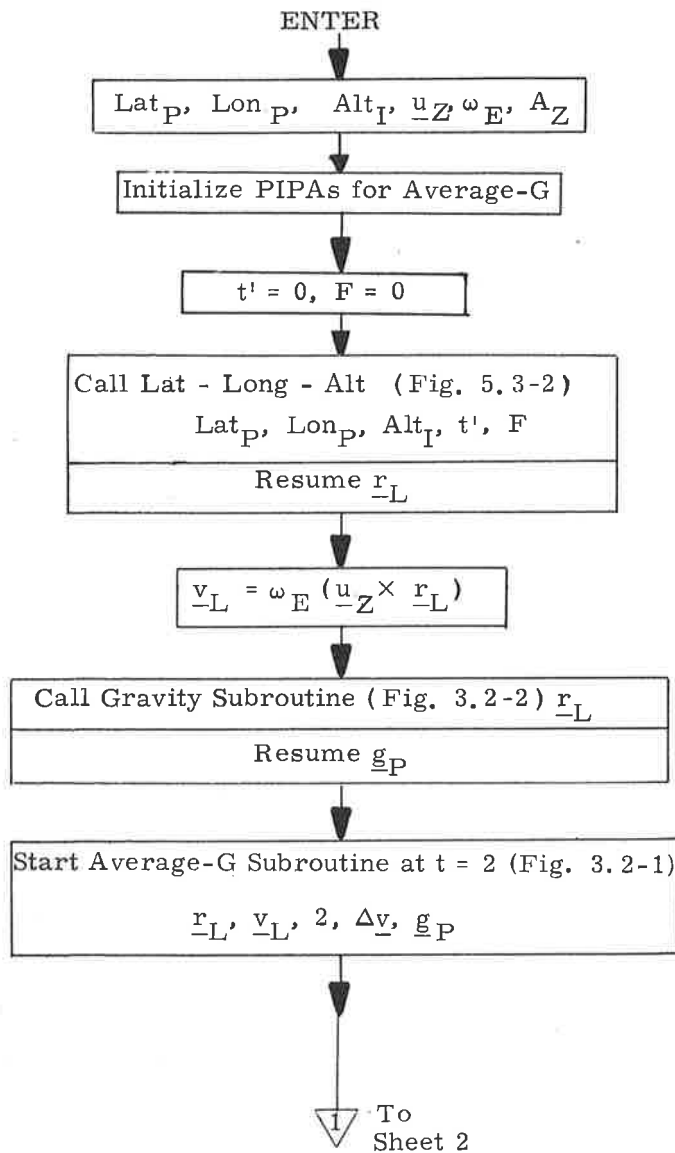 ENTER
Lat_P, Lon_P, Alt_I, u_Z, ω_E, A_Z
Initialize PIPAs for Average-G
t' = 0, F = 0
Call Lat - Long - Alt (Fig. 5.3-2)
Lat_P, Lon_P, Alt_I, t', F
Resume r_L
v_L = ω_E (u_Z × r_L)
Call Gravity Subroutine (Fig. 3.2-2) r_L
Resume g_P
Start Average-G Subroutine at t = 2 (Fig. 3.2-1)
r_L, v_L, 2, Δv, g_P
1 To
Sheet 2